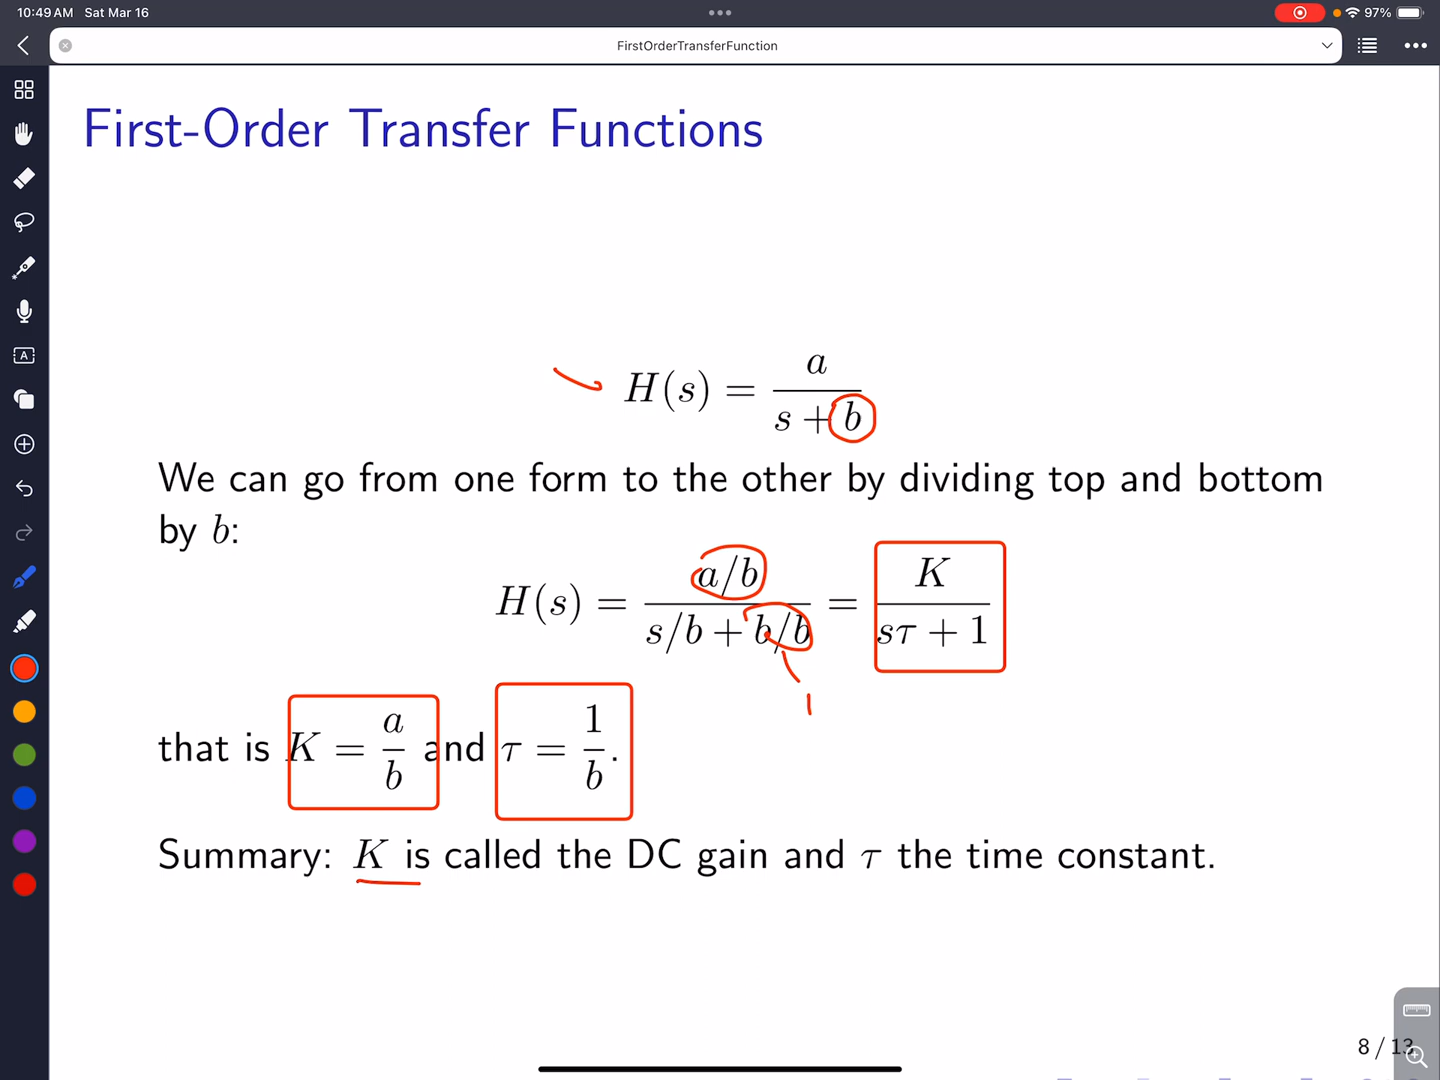 10:49 AM Sat Mar 16
97%
FirstOrderTransferFunction
A
First-Order Transfer Functions
H(s) = a / (s + b)
We can go from one form to the other by dividing top and bottom
by b:
H(s) = (a/b) / (s/b + b/b) = K / (sτ + 1)
1
that is K = a/b and τ = 1/b.
Summary: K is called the DC gain and τ the time constant.
8 / 13